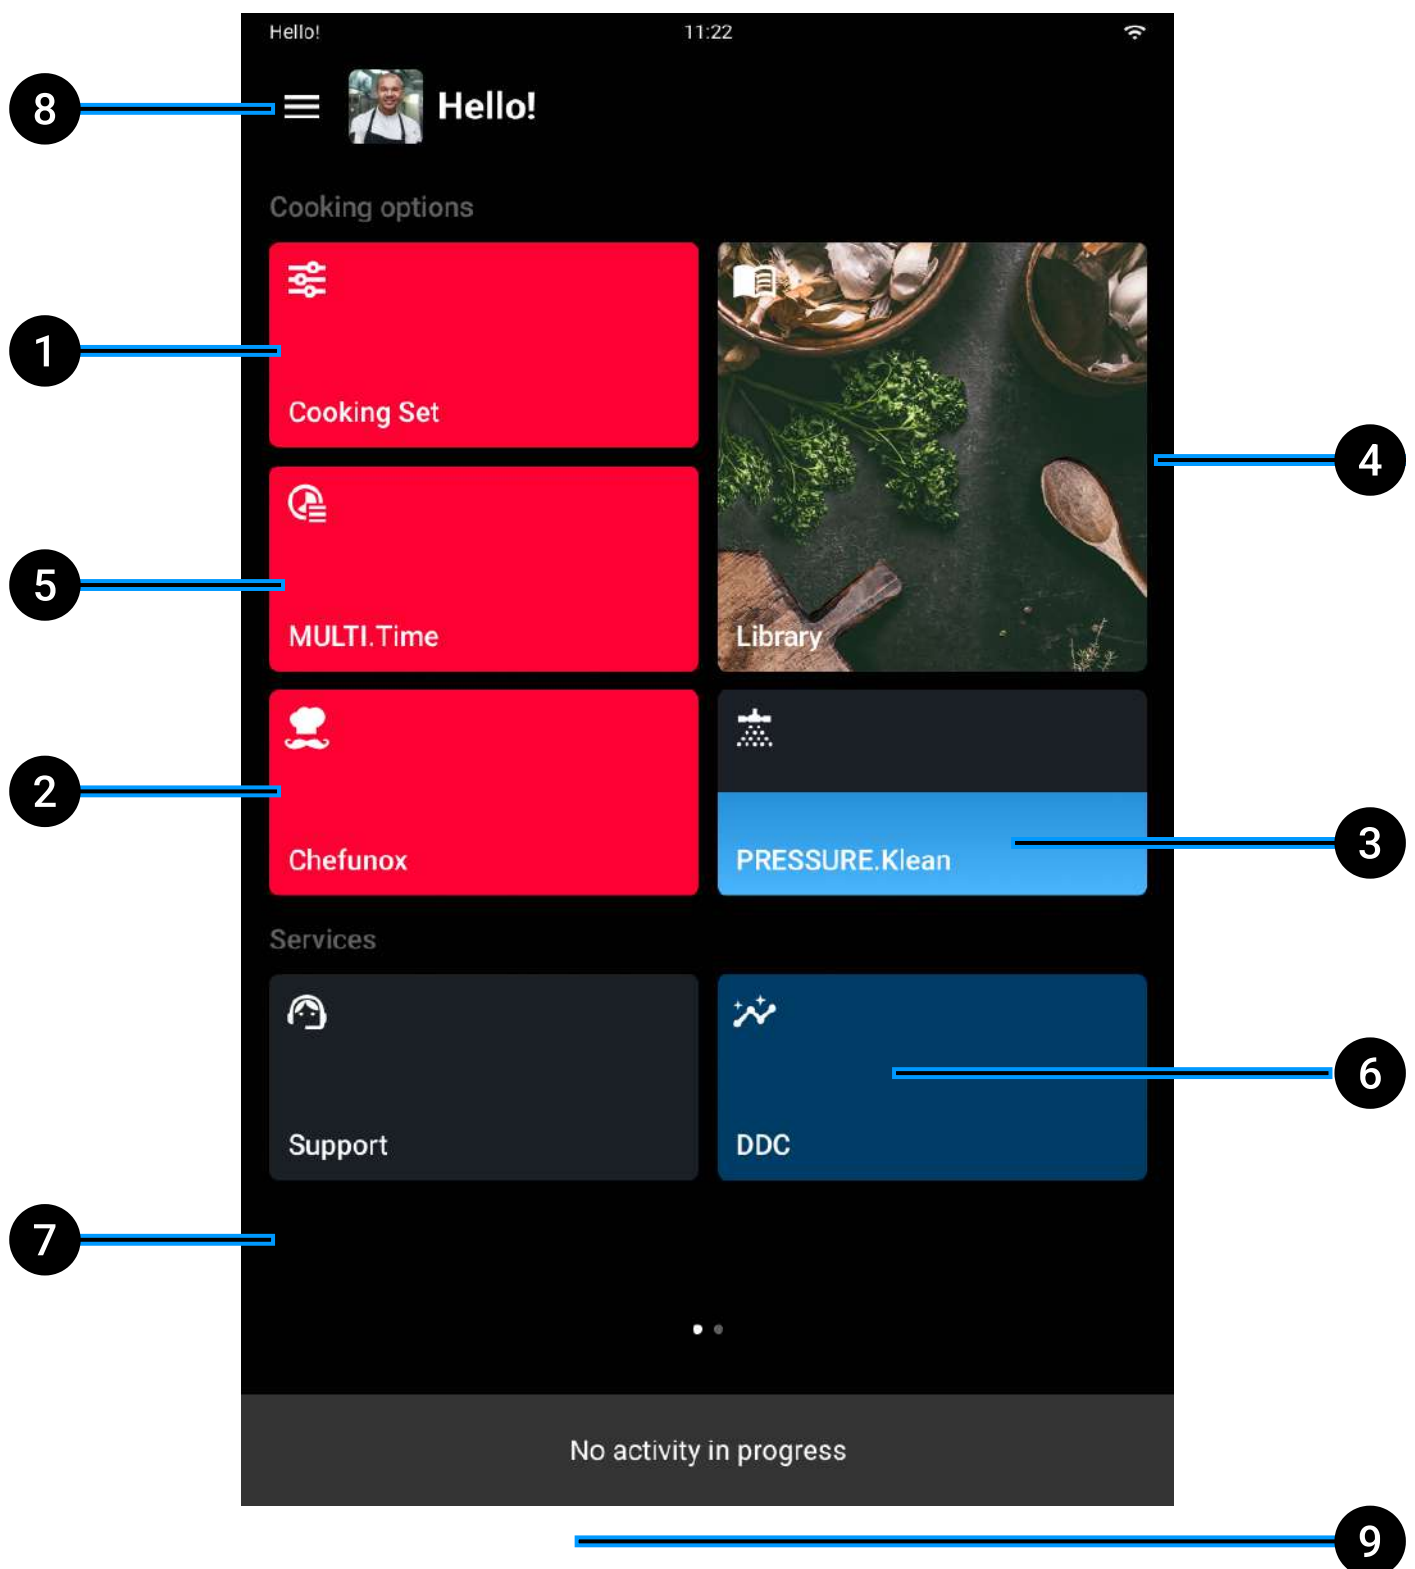 Hello! 11:22
8
Hello!
Cooking options
1
Cooking Set
4
5
MULTI.Time
Library
2
Chefunox
3
PRESSURE.Klean
Services
6
Support
DDC
7
No activity in progress
9